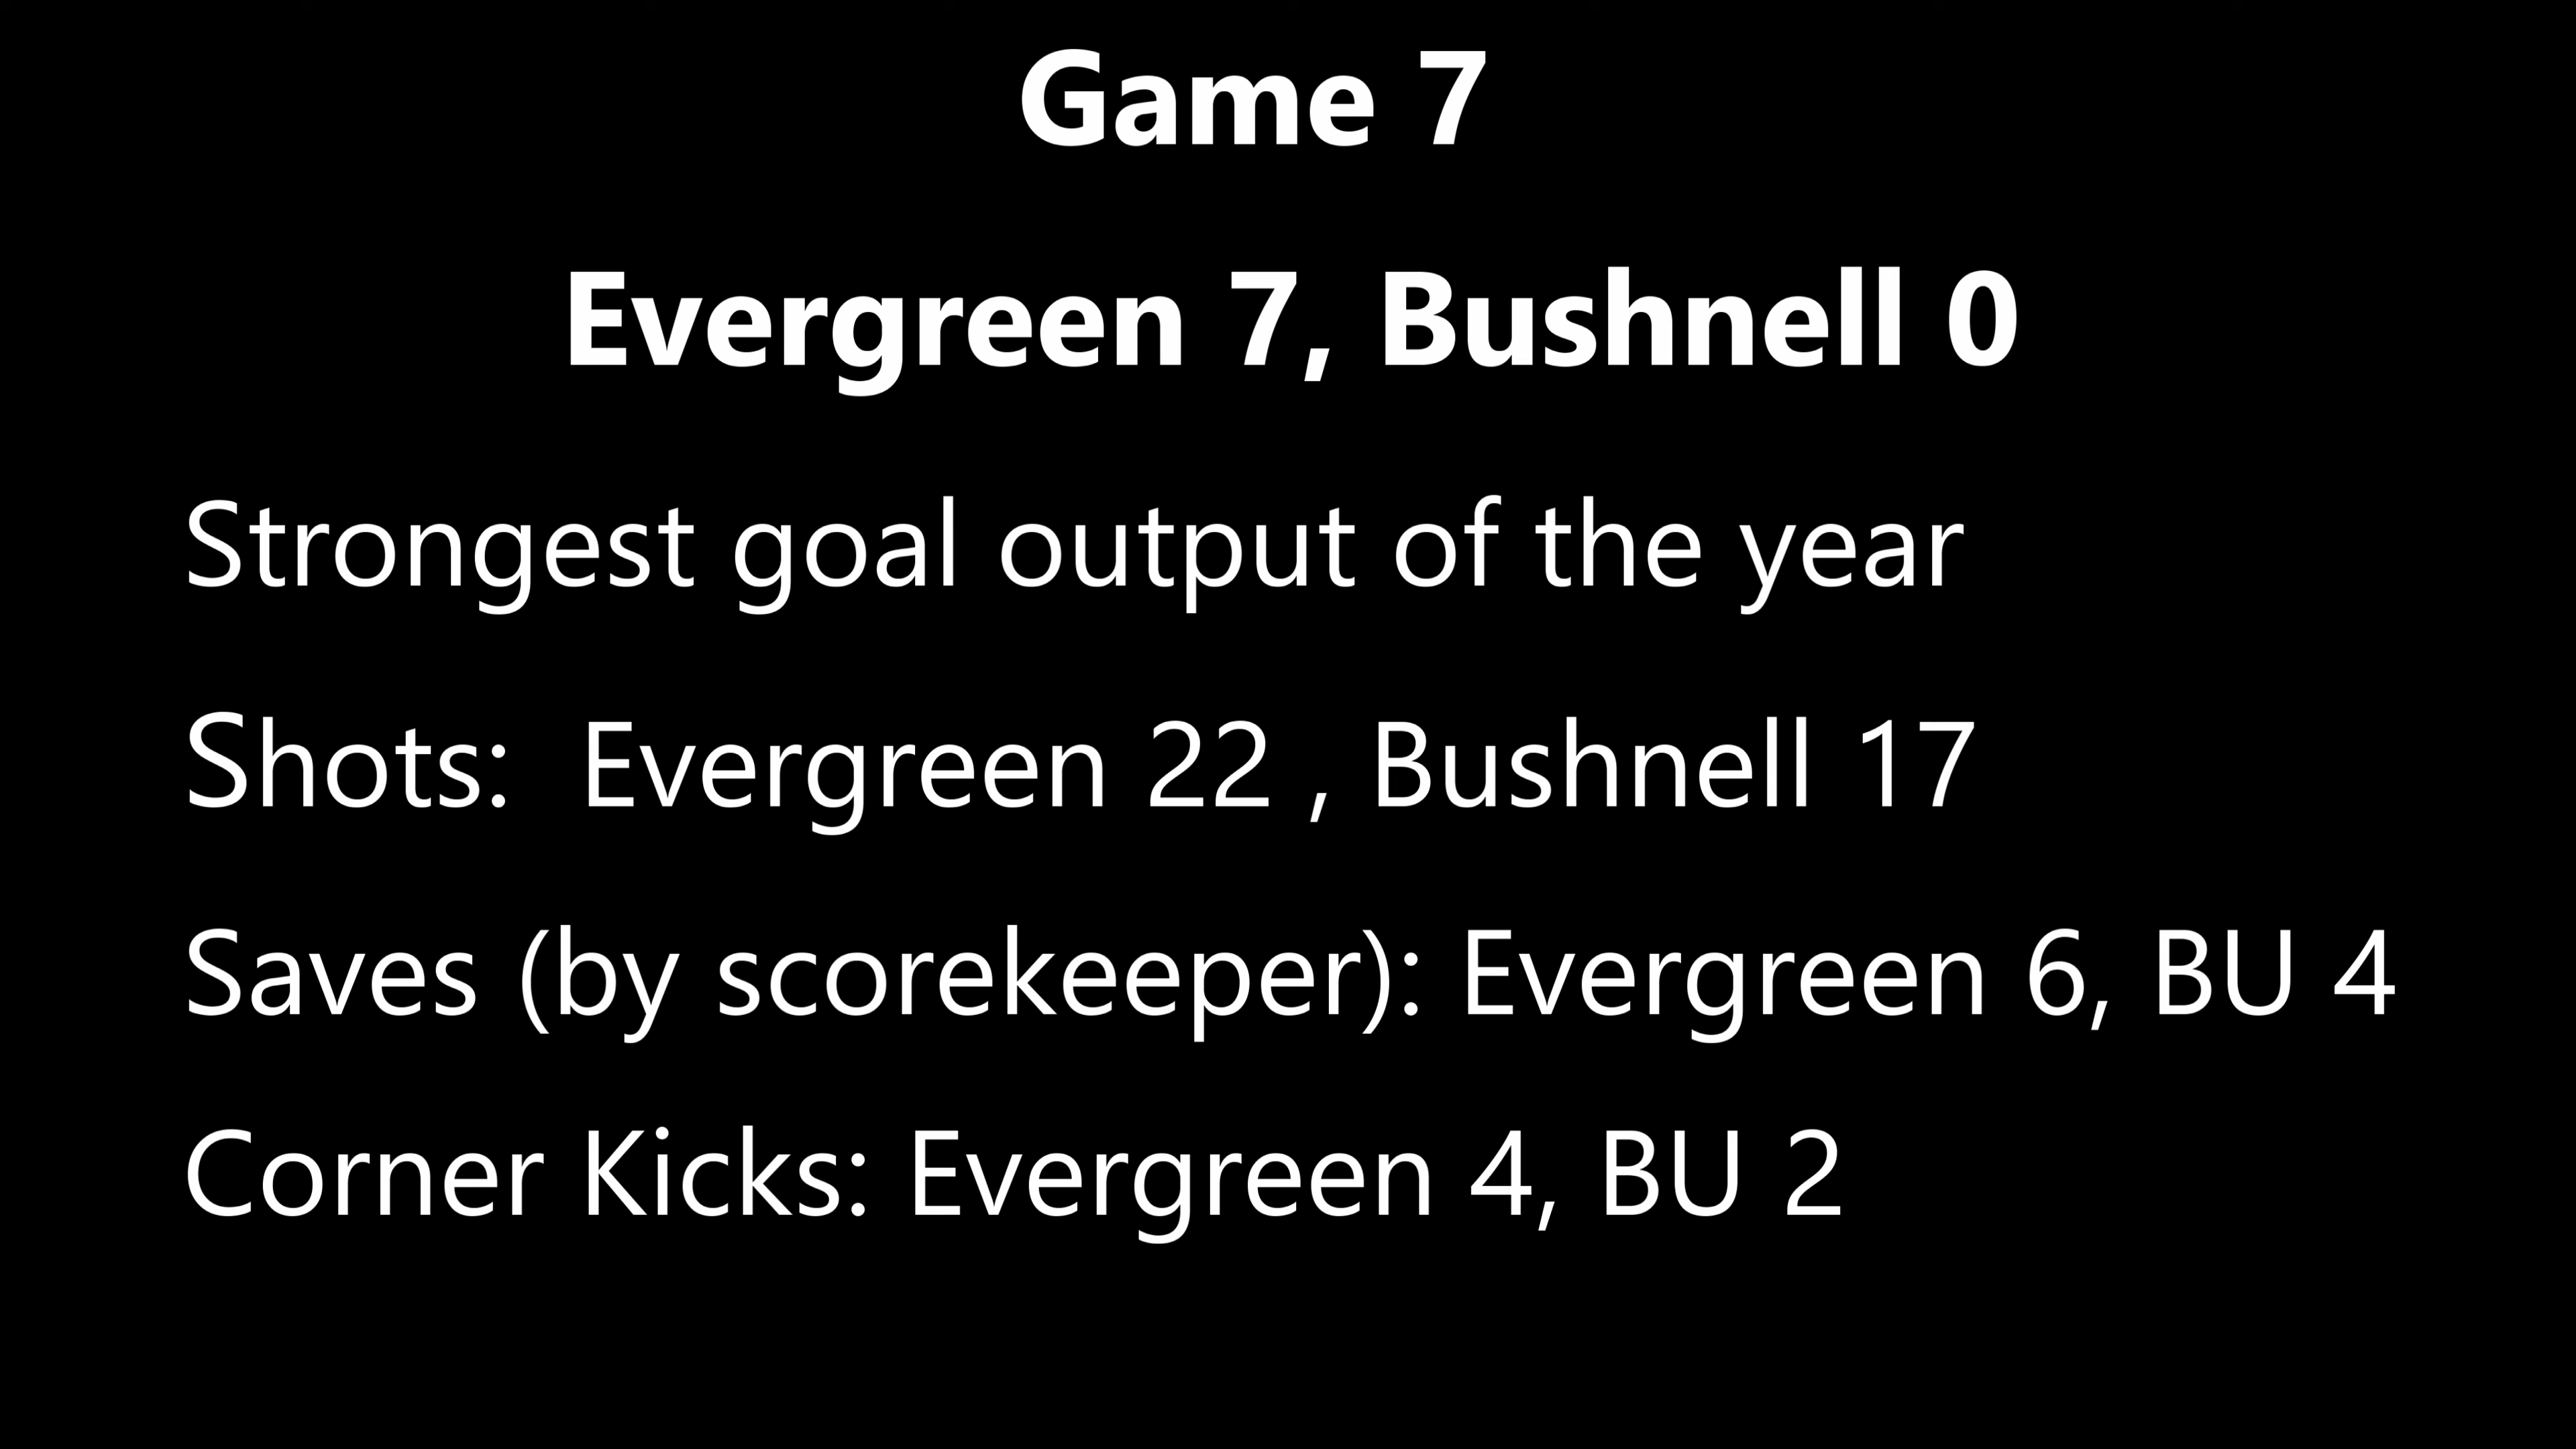 Game 7
Evergreen 7, Bushnell 0
Strongest goal output of the year
Shots:  Evergreen 22 , Bushnell 17
Saves (by scorekeeper): Evergreen 6, BU 4
Corner Kicks: Evergreen 4, BU 2